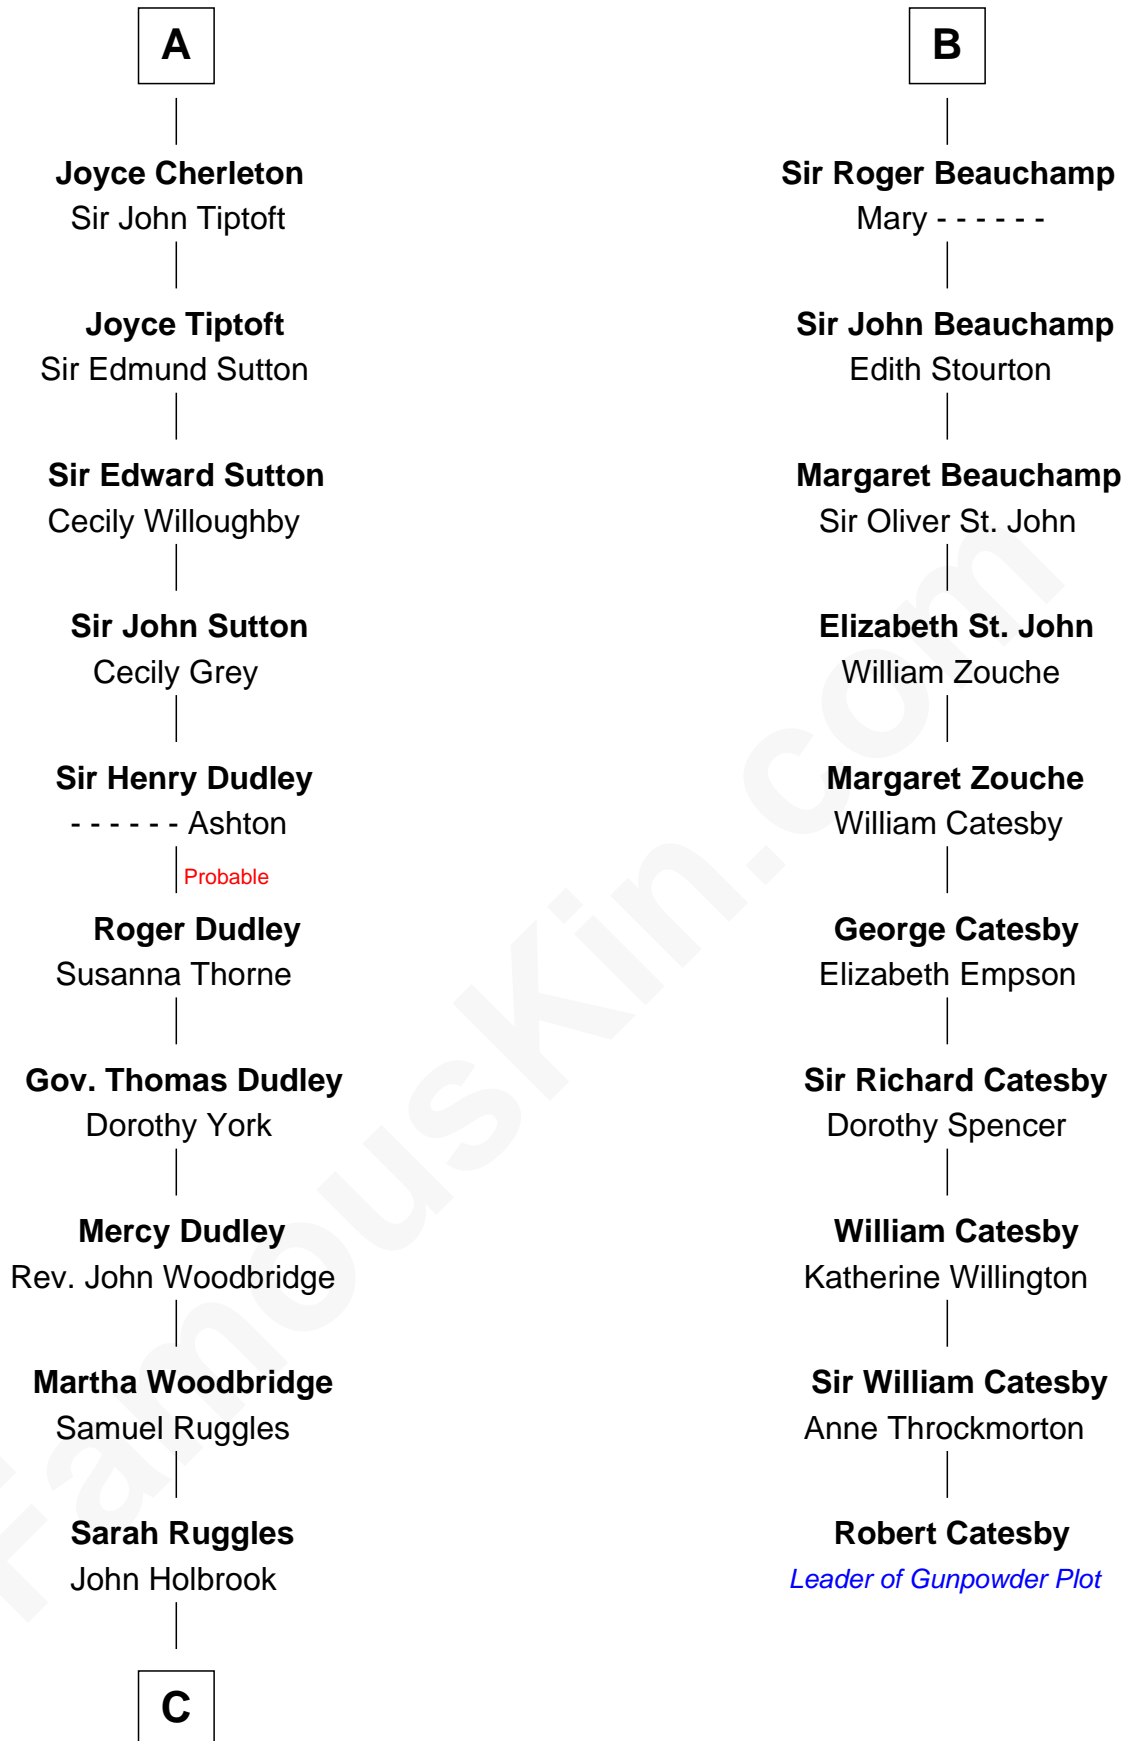 A
Joyce Cherleton
Sir John Tiptoft
Joyce Tiptoft
Sir Edmund Sutton
Sir Edward Sutton
Cecily Willoughby
Sir John Sutton
Cecily Grey
Sir Henry Dudley
- - - - - - Ashton
Probable
Roger Dudley
Susanna Thorne
Gov. Thomas Dudley
Dorothy York
Mercy Dudley
Rev. John Woodbridge
Martha Woodbridge
Samuel Ruggles
Sarah Ruggles
John Holbrook
C
B
Sir Roger Beauchamp
Mary - - - - - -
Sir John Beauchamp
Edith Stourton
Margaret Beauchamp
Sir Oliver St. John
Elizabeth St. John
William Zouche
Margaret Zouche
William Catesby
George Catesby
Elizabeth Empson
Sir Richard Catesby
Dorothy Spencer
William Catesby
Katherine Willington
Sir William Catesby
Anne Throckmorton
Robert Catesby
Leader of Gunpowder Plot
FamousKin.com